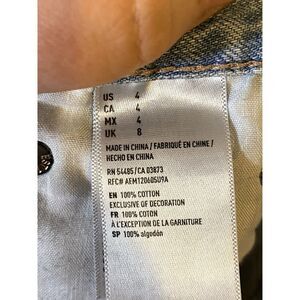 US 4
CA 4
MX 4
UK 8
MADE IN CHINA / FABRIQUÉ EN CHINE /
HECHO EN CHINA
RN 54485 / CA 03873
RFC# AEM120605U9A
EN 100% COTTON
EXCLUSIVE OF DECORATION
FR 100% COTON
À L'EXCEPTION DE LA GARNITURE
SP 100% algodón